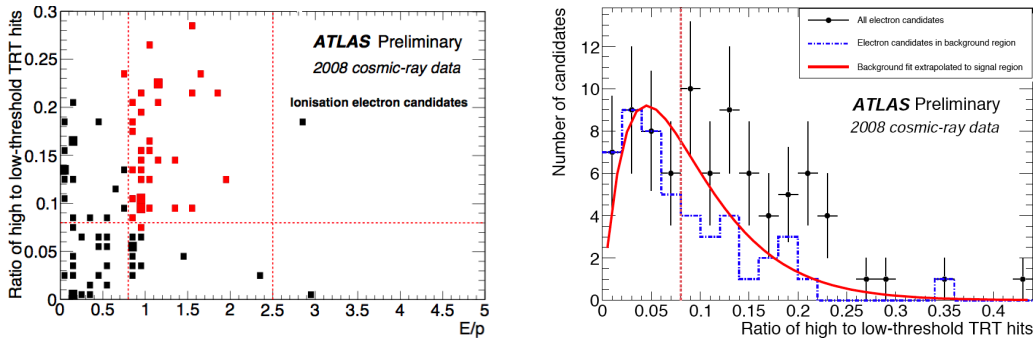 Ratio of high to low-threshold TRT hits
0.3
0.25
0.2
0.15
0.1
0.05
0
ATLAS Preliminary
2008 cosmic-ray data
Ionisation electron candidates
0 0.5 1 1.5 2 2.5 3 3.5 4 4.5 5
E/p
Number of candidates
12
10
8
6
4
2
0
All electron candidates
Electron candidates in background region
Background fit extrapolated to signal region
ATLAS Preliminary
2008 cosmic-ray data
0 0.05 0.1 0.15 0.2 0.25 0.3 0.35 0.4
Ratio of high to low-threshold TRT hits